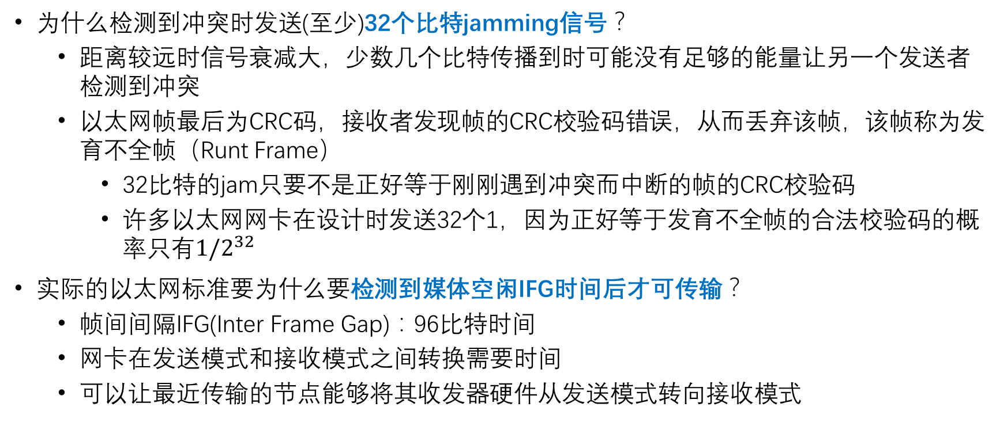 • 为什么检测到冲突时发送(至少)32个比特jamming信号？
• 距离较远时信号衰减大，少数几个比特传播到时可能没有足够的能量让另一个发送者
检测到冲突
• 以太网帧最后为CRC码，接收者发现帧的CRC校验码错误，从而丢弃该帧，该帧称为发
育不全帧（Runt Frame）
• 32比特的jam只要不是正好等于刚刚遇到冲突而中断的帧的CRC校验码
• 许多以太网网卡在设计时发送32个1，因为正好等于发育不全帧的合法校验码的概
率只有1/2³²
• 实际的以太网标准要为什么要检测到媒体空闲IFG时间后才可传输？
• 帧间间隔IFG(Inter Frame Gap)：96比特时间
• 网卡在发送模式和接收模式之间转换需要时间
• 可以让最近传输的节点能够将其收发器硬件从发送模式转向接收模式